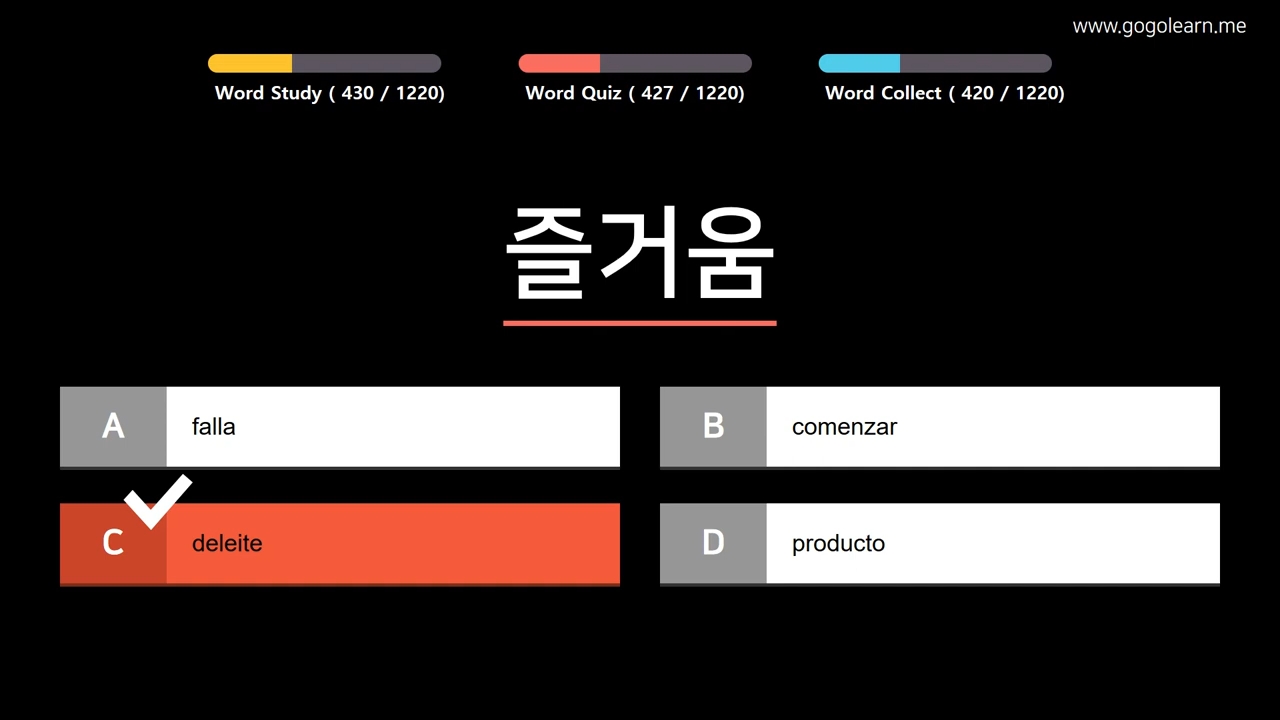 www.gogolearn.me
Word Study ( 430 / 1220)
Word Quiz ( 427 / 1220)
Word Collect ( 420 / 1220)
즐거움
A falla
B comenzar
C deleite
D producto